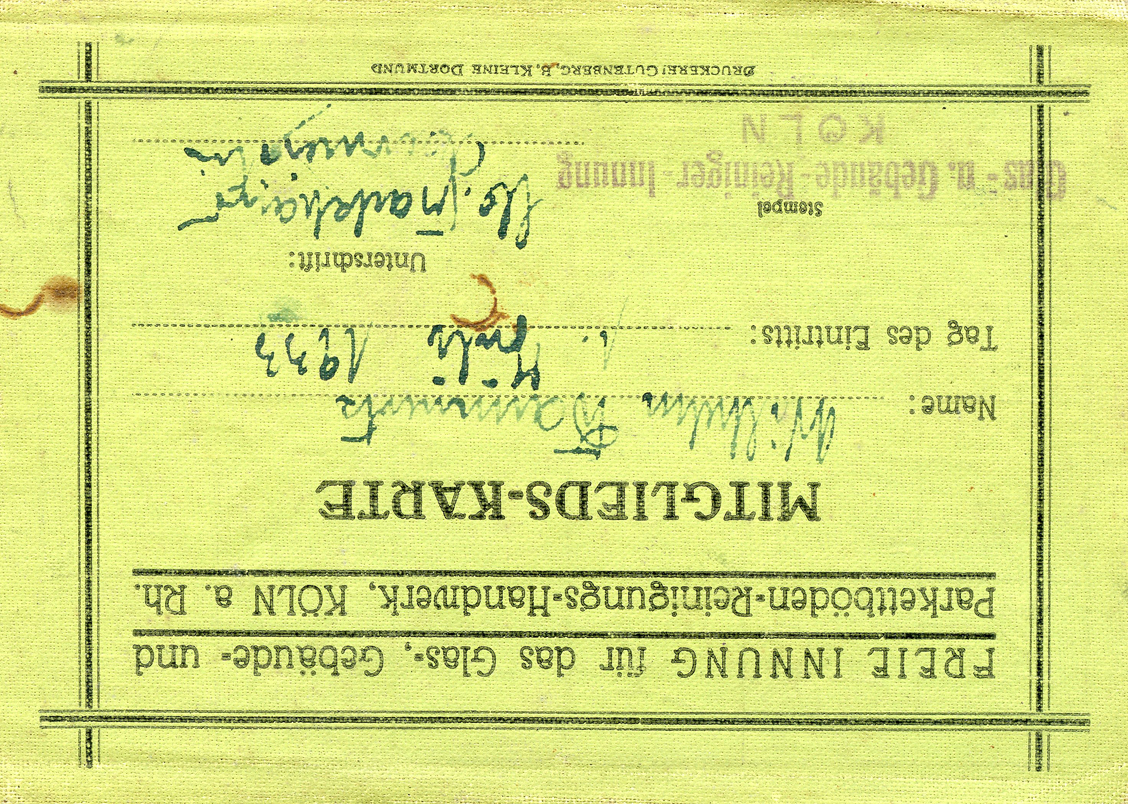 FREIE INNUNG für das Glas-, Gebäude- und
Parkettböden-Reinigungs-Handwerk, KÖLN a. Rh.
MITGLIEDS-KARTE
Name: Wilhelm
Tag des Eintritts: 1. 1933
Unterschrift:
Stempel
Glas- u. Gebäude-Reiniger-Innung
KÖLN
DRUCKEREI GUTENBERG, B. KLEINE DORTMUND